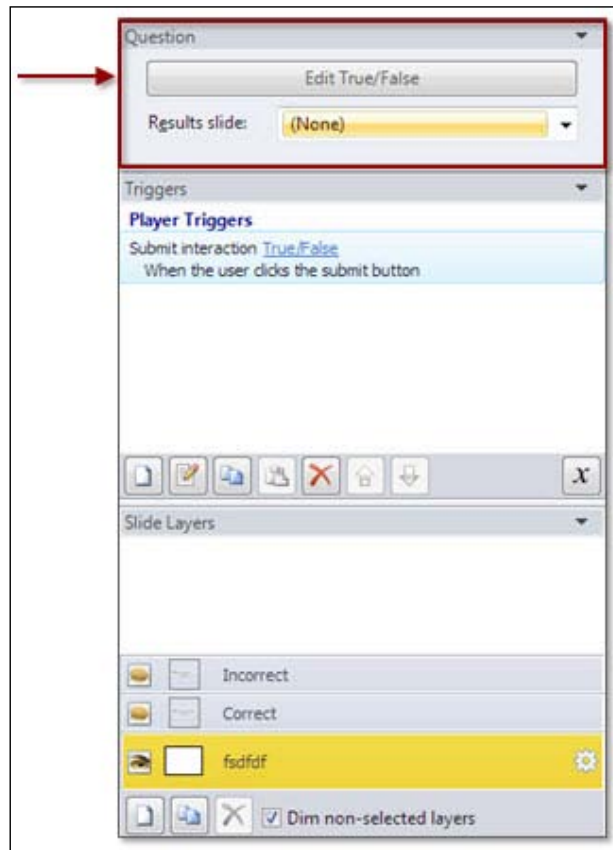 Question
Edit True/False
Results slide: (None)
Triggers
Player Triggers
Submit interaction True/False
When the user clicks the submit button
x
Slide Layers
Incorrect
Correct
fsdfdf
Dim non-selected layers